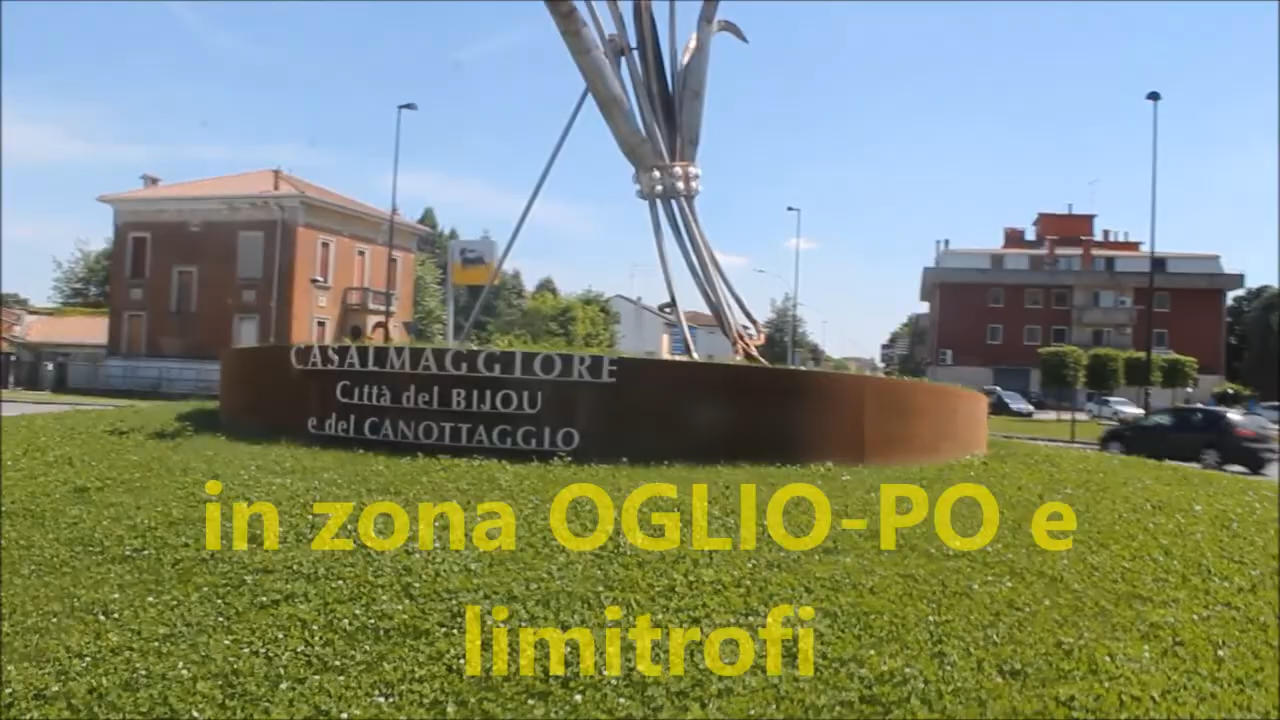 CASALMAGGIORE
Città del BIJOU
e del CANOTTAGGIO
in zona OGLIO-PO e
limitrofi